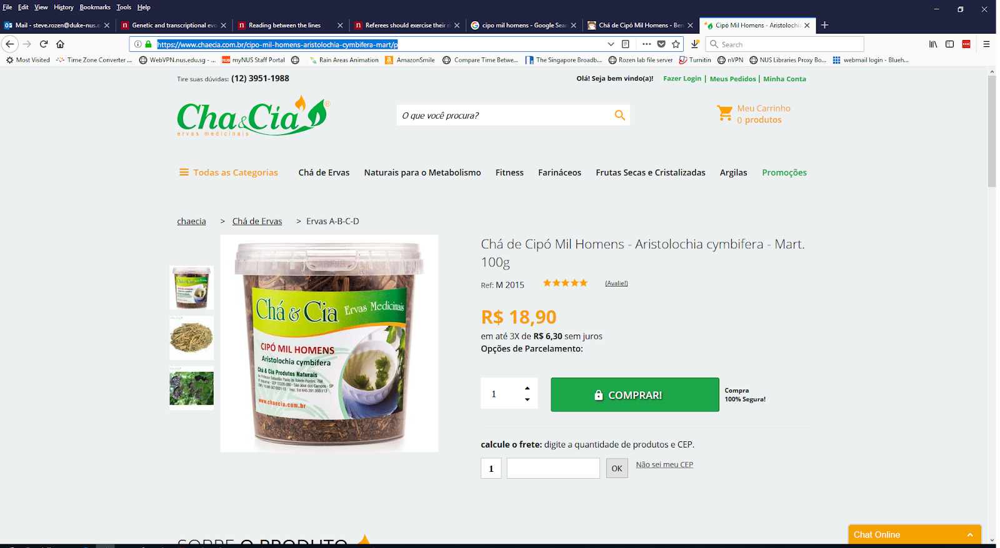 File Edit View History Bookmarks Tools Help
Mail - steve.rozen@duke-nus.e
Genetic and transcriptional evo
Reading between the lines
Referees should exercise their ri
cipo mil homens - Google Sear
Chá de Cipó Mil Homens - Ben
Cipó Mil Homens - Aristolochia
https://www.chaecia.com.br/cipo-mil-homens-aristolochia-cymbifera-mart/p
Search
Most Visited Time Zone Converter ... WebVPN.nus.edu.sg - ... myNUS Staff Portal Rain Areas Animation AmazonSmile Compare Time Betwe... The Singapore Broadb... Rozen lab file server Turnitin nVPN NUS Libraries Proxy Bo... webmail login - Blueh...
Tire suas dúvidas: (12) 3951-1988
Olá! Seja bem vindo(a)! Fazer Login | Meus Pedidos | Minha Conta
Cha&Cia®
ervas medicinais
O que você procura?
Meu Carrinho
0 produtos
Todas as Categorias Chá de Ervas Naturais para o Metabolismo Fitness Farináceos Frutas Secas e Cristalizadas Argilas Promoções
chaecia > Chá de Ervas > Ervas A-B-C-D
Chá & Cia Ervas Medicinais
CIPÓ MIL HOMENS
Aristolochia cymbifera
Chá & Cia Produtos Naturais
www.chaecia.com.br
Chá de Cipó Mil Homens - Aristolochia cymbifera - Mart.
100g
Ref: M 2015 (Avalie!)
R$ 18,90
em até 3X de R$ 6,30 sem juros
Opções de Parcelamento:
1
COMPRAR!
Compra
100% Segura!
calcule o frete: digite a quantidade de produtos e CEP.
1 OK Não sei meu CEP
SOBRE O PRODUTO
Chat Online